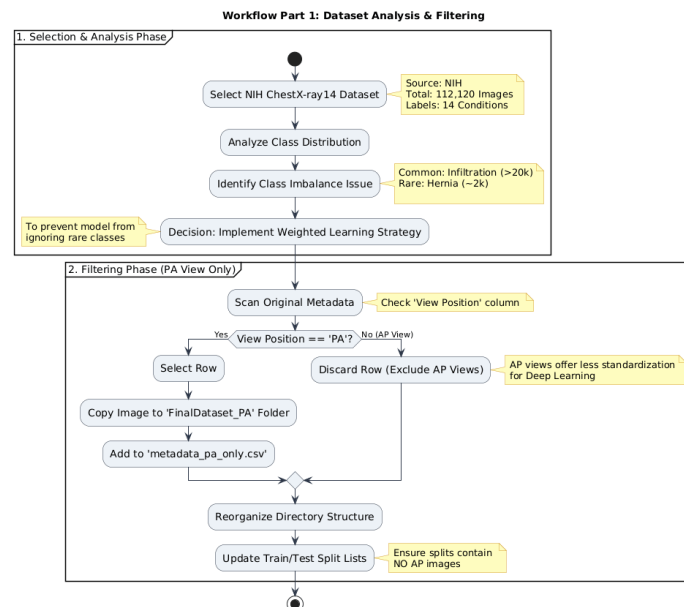 Workflow Part 1: Dataset Analysis & Filtering
1. Selection & Analysis Phase
Select NIH ChestX-ray14 Dataset
Source: NIH
Total: 112,120 Images
Labels: 14 Conditions
Analyze Class Distribution
Identify Class Imbalance Issue
Common: Infiltration (>20k)
Rare: Hernia (~2k)
To prevent model from
ignoring rare classes
Decision: Implement Weighted Learning Strategy
2. Filtering Phase (PA View Only)
Scan Original Metadata
Check 'View Position' column
Yes
View Position == 'PA'?
No (AP View)
Select Row
Discard Row (Exclude AP Views)
AP views offer less standardization
for Deep Learning
Copy Image to 'FinalDataset_PA' Folder
Add to 'metadata_pa_only.csv'
Reorganize Directory Structure
Update Train/Test Split Lists
Ensure splits contain
NO AP images